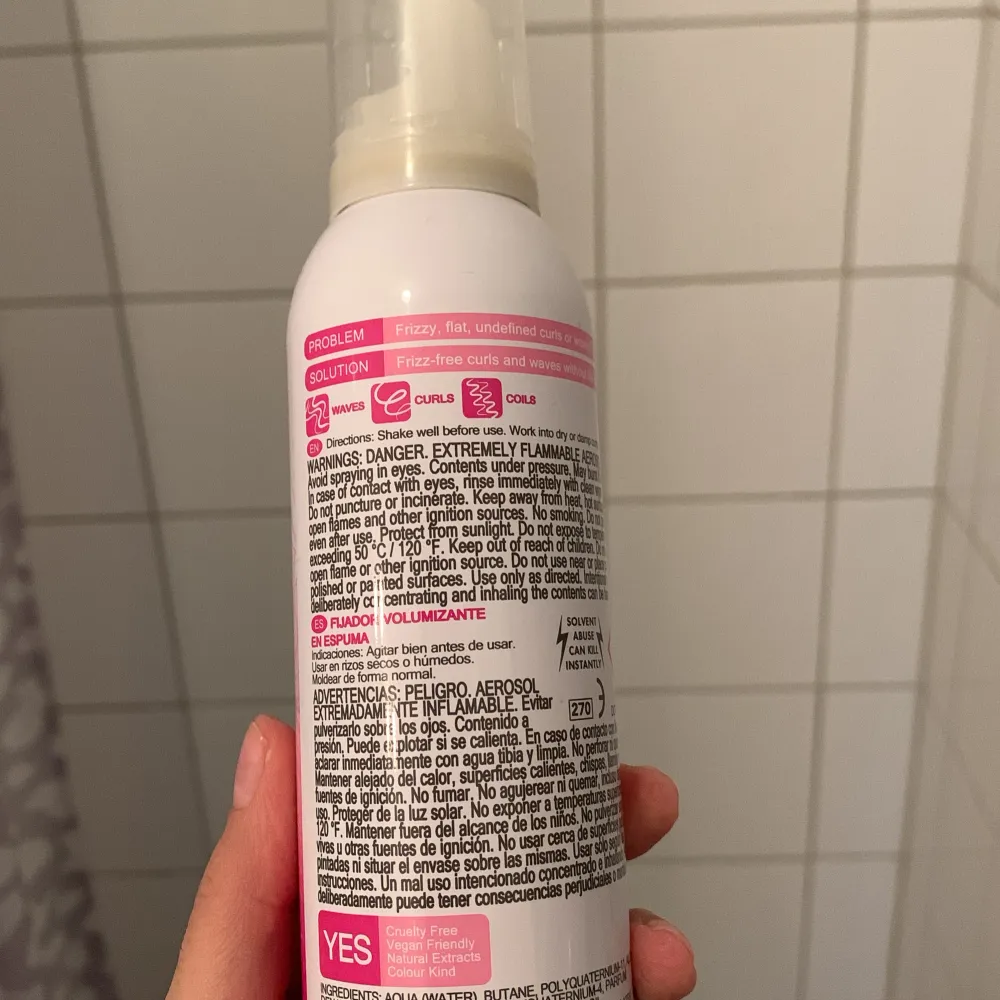 PROBLEM Frizzy, flat, undefined curls or
SOLUTION Frizz-free curls and waves
WAVES CURLS COILS
EN Directions: Shake well before use. Work into dry or damp
WARNINGS: DANGER. EXTREMELY FLAMMABLE
Avoid spraying in eyes. Contents under pressure. May
In case of contact with eyes, rinse immediately with clean
Do not puncture or incinerate. Keep away from heat, hot
open flames and other ignition sources. No smoking. Do
even after use. Protect from sunlight. Do not expose to
exceeding 50 °C / 120 °F. Keep out of reach of children.
open flame or other ignition source. Do not use near or
polished or painted surfaces. Use only as directed.
deliberately concentrating and inhaling the contents can be
ES FIJADOR VOLUMIZANTE
EN ESPUMA
Indicaciones: Agitar bien antes de usar.
Usar en rizos secos o húmedos.
Moldear de forma normal.
SOLVENT
ABUSE
CAN KILL
INSTANTLY
ADVERTENCIAS: PELIGRO. AEROSOL
EXTREMADAMENTE INFLAMABLE. Evitar
pulverizarlo sobre los ojos. Contenido a
presión. Puede explotar si se calienta. En caso de contacto
270
aclarar inmediatamente con agua tibia y limpia. No perforar
Mantener alejado del calor, superficies calientes, chispas,
fuentes de ignición. No fumar. No agujerear ni quemar, incluso
uso. Proteger de la luz solar. No exponer a temperaturas
120 °F. Mantener fuera del alcance de los niños. No
vivas u otras fuentes de ignición. No usar cerca de
pintadas ni situar el envase sobre las mismas. Usar sólo
instrucciones. Un mal uso intencionado concentrado e
deliberadamente puede tener consecuencias perjudiciales o
YES
Cruelty Free
Vegan Friendly
Natural Extracts
Colour Kind
INGREDIENTS: AQUA (WATER), BUTANE,
PARFUM